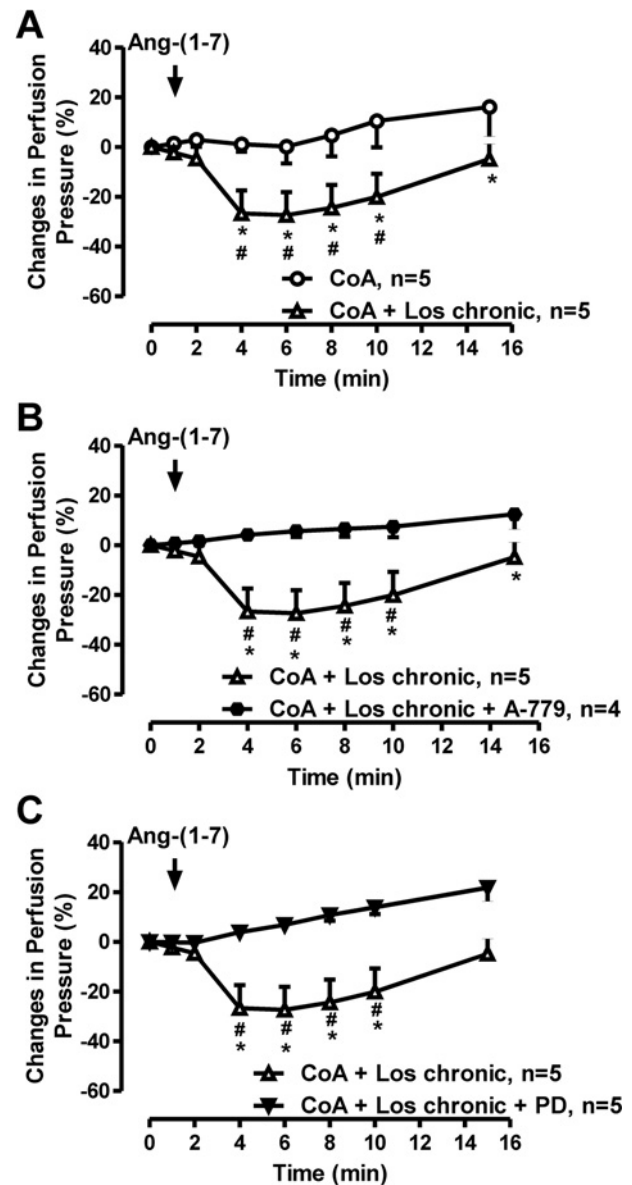 A
Ang-(1-7)
40
20
0
-20
-40
-60
Changes in Perfusion
Pressure (%)
* * * * *
# # # #
CoA, n=5
CoA + Los chronic, n=5
0 2 4 6 8 10 12 14 16
Time (min)
B
Ang-(1-7)
40
20
0
-20
-40
-60
Changes in Perfusion
Pressure (%)
*
# # # #
* * * *
CoA + Los chronic, n=5
CoA + Los chronic + A-779, n=4
0 2 4 6 8 10 12 14 16
Time (min)
C
Ang-(1-7)
40
20
0
-20
-40
-60
Changes in Perfusion
Pressure (%)
# # # #
* * * *
CoA + Los chronic, n=5
CoA + Los chronic + PD, n=5
0 2 4 6 8 10 12 14 16
Time (min)